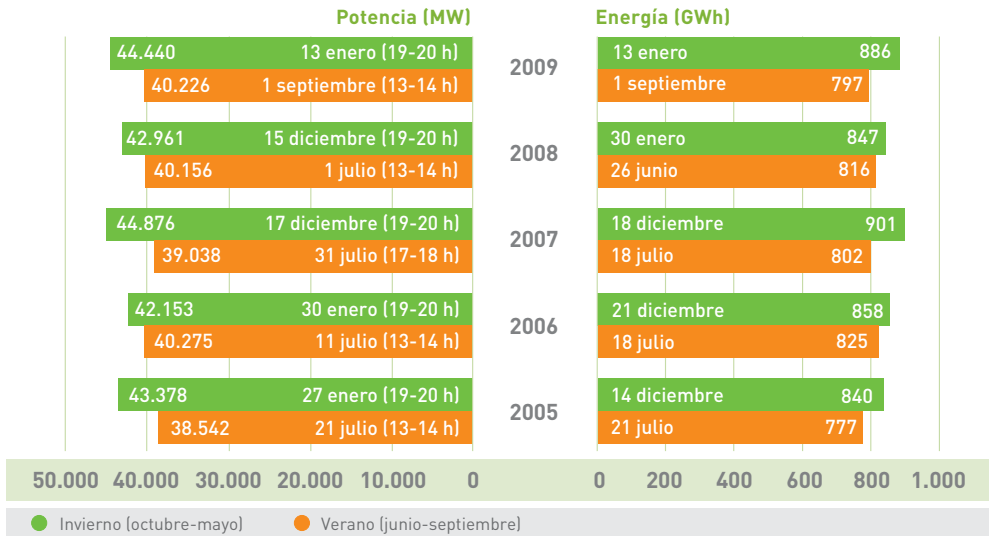 Potencia (MW) Energía (GWh)
44.440 13 enero (19-20 h) 2009 13 enero 886
40.226 1 septiembre (13-14 h) 1 septiembre 797
42.961 15 diciembre (19-20 h) 2008 30 enero 847
40.156 1 julio (13-14 h) 26 junio 816
44.876 17 diciembre (19-20 h) 2007 18 diciembre 901
39.038 31 julio (17-18 h) 18 julio 802
42.153 30 enero (19-20 h) 2006 21 diciembre 858
40.275 11 julio (13-14 h) 18 julio 825
43.378 27 enero (19-20 h) 2005 14 diciembre 840
38.542 21 julio (13-14 h) 21 julio 777
50.000 40.000 30.000 20.000 10.000 0 0 200 400 600 800 1.000
Invierno (octubre-mayo) Verano (junio-septiembre)